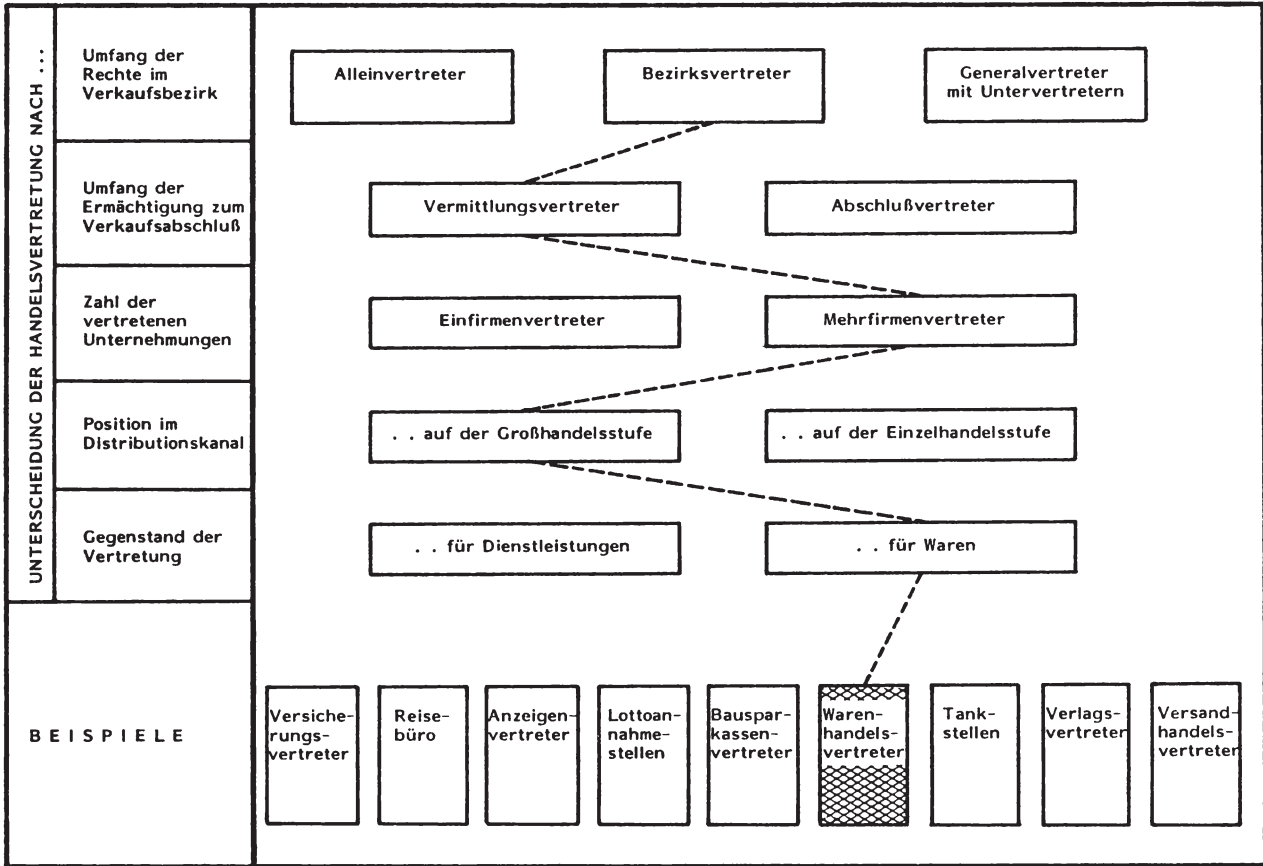 UNTERSCHEIDUNG DER HANDELSVERTRETUNG NACH ...
Umfang der
Rechte im
Verkaufsbezirk
Alleinvertreter
Bezirksvertreter
Generalvertreter
mit Untervertretern
Umfang der
Ermächtigung zum
Verkaufsabschluß
Vermittlungsvertreter
Abschlußvertreter
Zahl der
vertretenen
Unternehmungen
Einfirmenvertreter
Mehrfirmenvertreter
Position im
Distributionskanal
. . auf der Großhandelsstufe
. . auf der Einzelhandelsstufe
Gegenstand der
Vertretung
. . für Dienstleistungen
. . für Waren
BEISPIELE
Versiche-
rungs-
vertreter
Reise-
büro
Anzeigen-
vertreter
Lottoan-
nahme-
stellen
Bauspar-
kassen-
vertreter
Waren-
handels-
vertreter
Tank-
stellen
Verlags-
vertreter
Versand-
handels-
vertreter